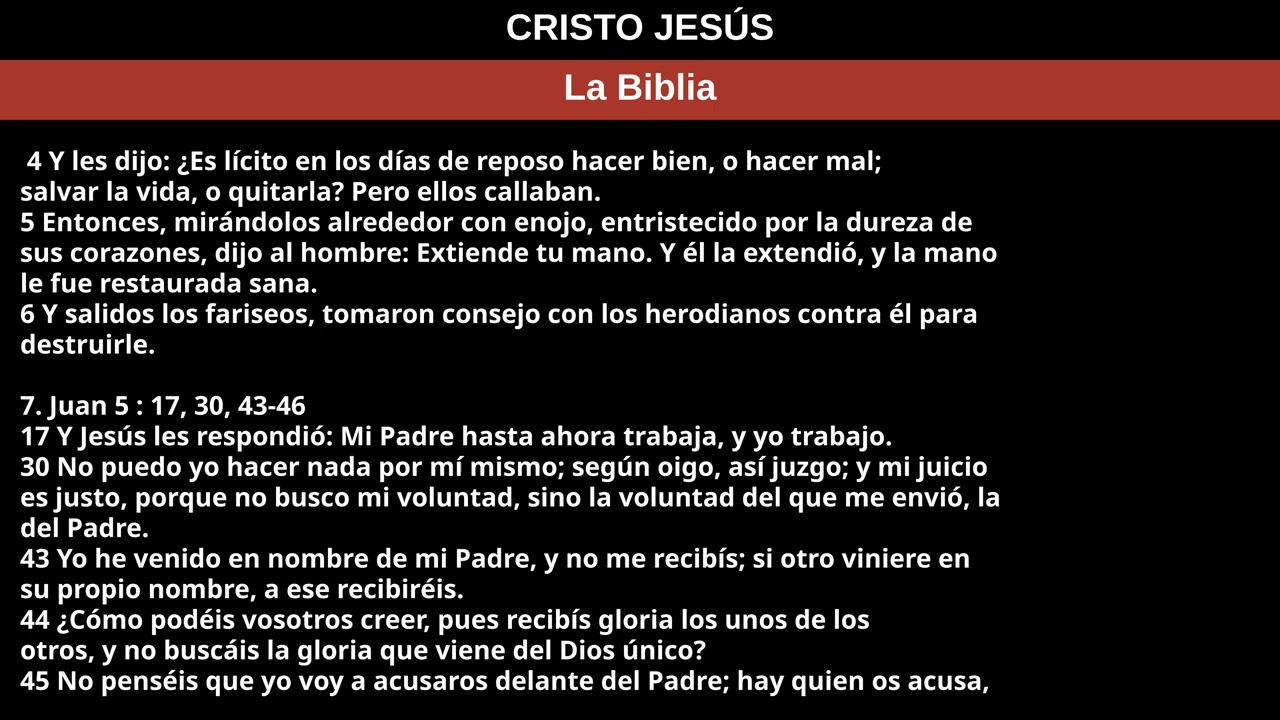 CRISTO JESÚS
La Biblia
4 Y les dijo: ¿Es lícito en los días de reposo hacer bien, o hacer mal;
salvar la vida, o quitarla? Pero ellos callaban.
5 Entonces, mirándolos alrededor con enojo, entristecido por la dureza de
sus corazones, dijo al hombre: Extiende tu mano. Y él la extendió, y la mano
le fue restaurada sana.
6 Y salidos los fariseos, tomaron consejo con los herodianos contra él para
destruirle.
7. Juan 5 : 17, 30, 43-46
17 Y Jesús les respondió: Mi Padre hasta ahora trabaja, y yo trabajo.
30 No puedo yo hacer nada por mí mismo; según oigo, así juzgo; y mi juicio
es justo, porque no busco mi voluntad, sino la voluntad del que me envió, la
del Padre.
43 Yo he venido en nombre de mi Padre, y no me recibís; si otro viniere en
su propio nombre, a ese recibiréis.
44 ¿Cómo podéis vosotros creer, pues recibís gloria los unos de los
otros, y no buscáis la gloria que viene del Dios único?
45 No penséis que yo voy a acusaros delante del Padre; hay quien os acusa,